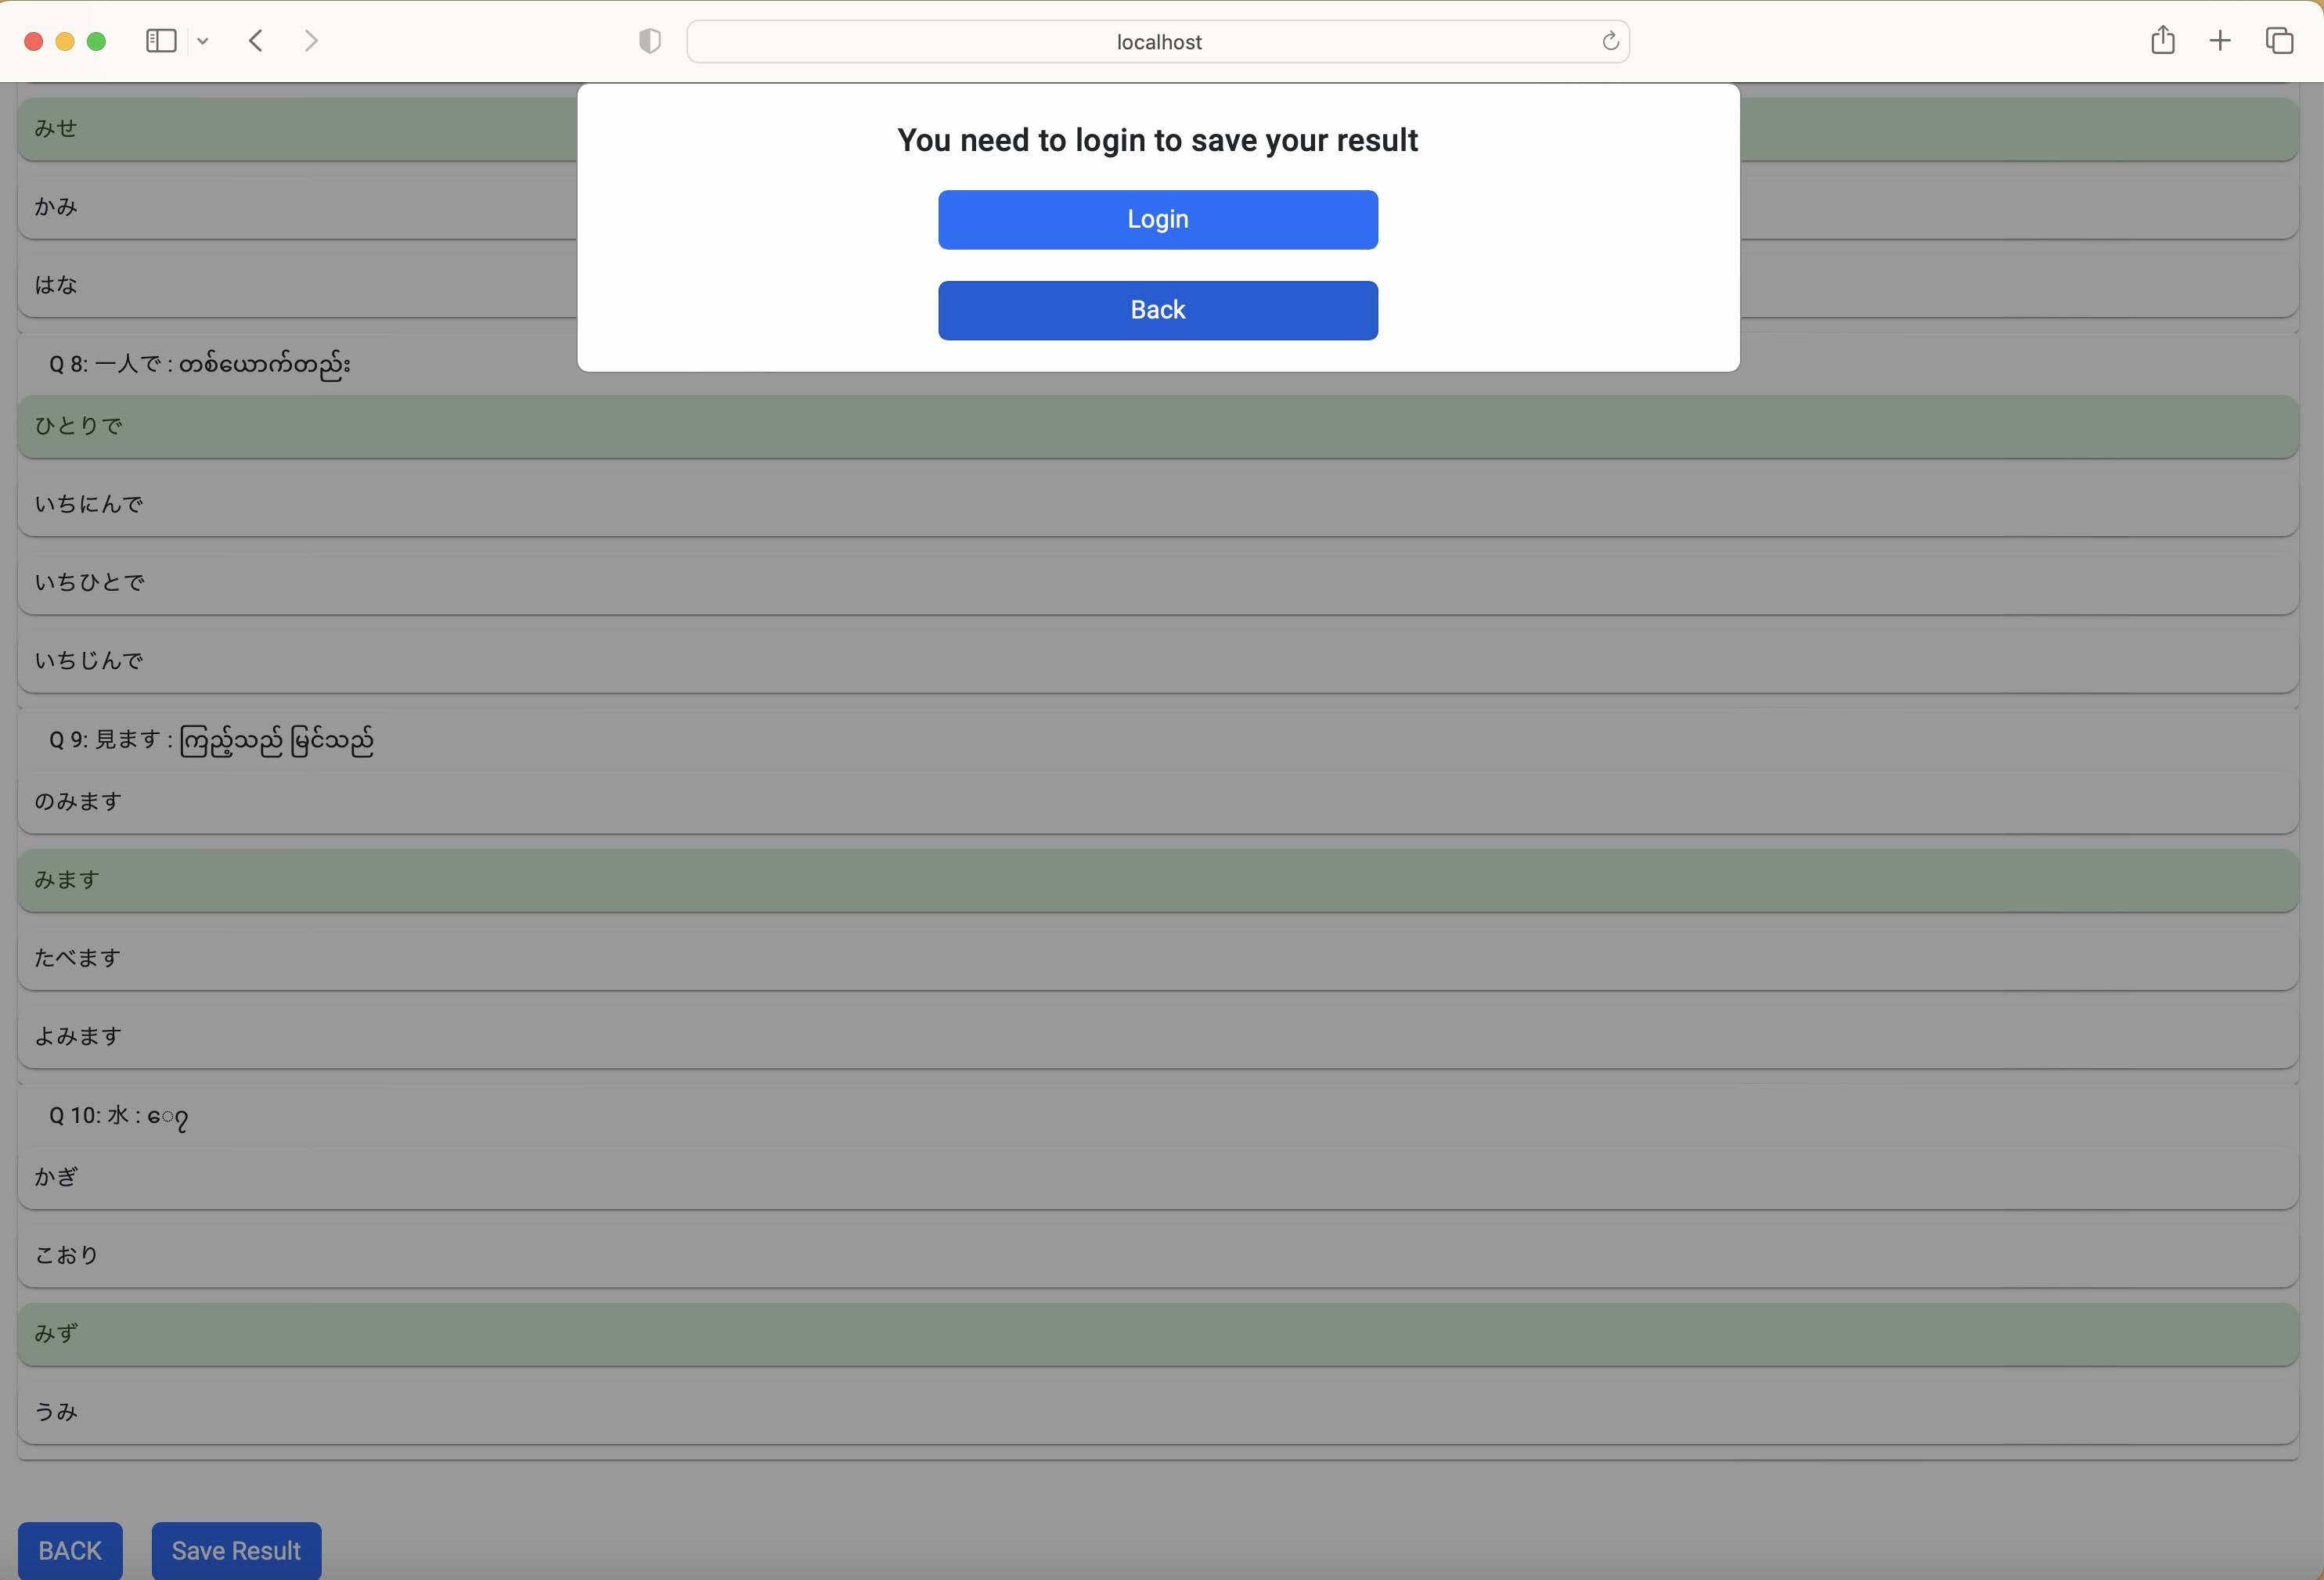 localhost
You need to login to save your result
Login
Back
みせ
かみ
はな
Q 8: 一人で : တစ်ယောက်တည်း
ひとりで
いちにんで
いちひとで
いちじんで
Q 9: 見ます : ကြည့်သည် မြင်သည်
のみます
みます
たべます
よみます
Q 10: 水 : ေ၇
かぎ
こおり
みず
うみ
BACK
Save Result